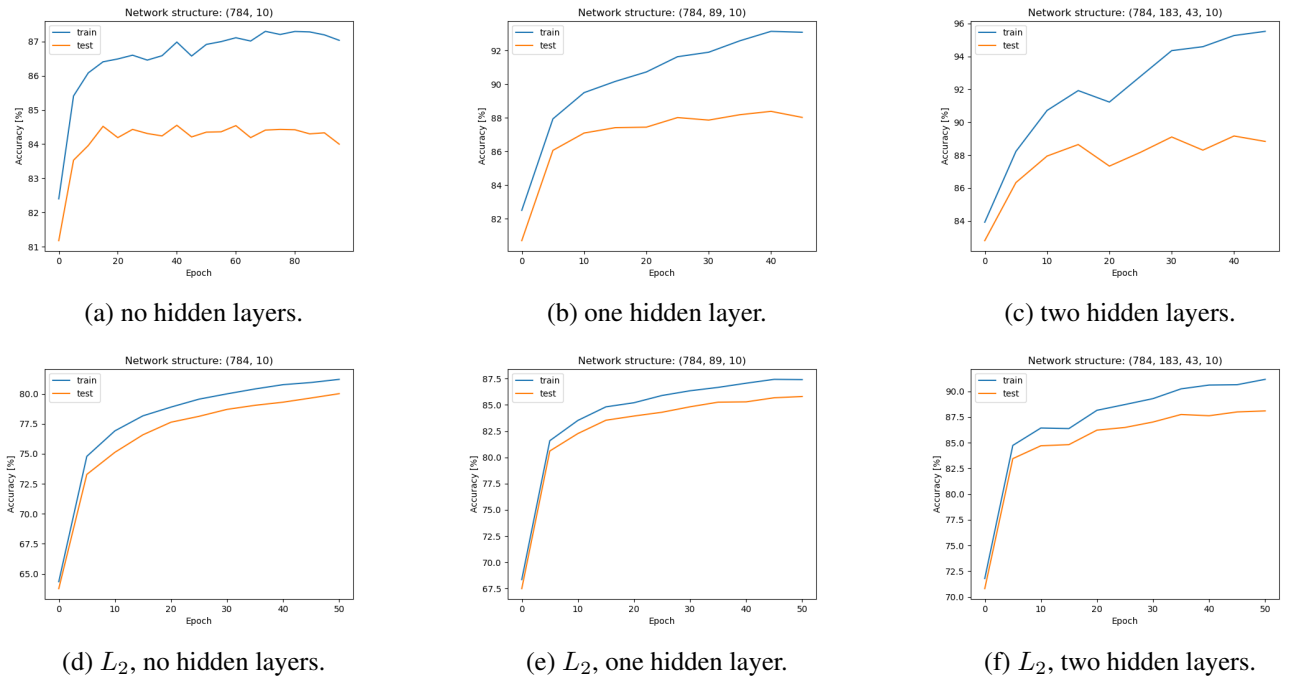 Network structure: (784, 10)
train
test
87
86
85
84
83
82
81
Accuracy [%]
0 20 40 60 80
Epoch
(a) no hidden layers.
Network structure: (784, 89, 10)
train
test
92
90
88
86
84
82
Accuracy [%]
0 10 20 30 40
Epoch
(b) one hidden layer.
Network structure: (784, 183, 43, 10)
train
test
96
94
92
90
88
86
84
Accuracy [%]
0 10 20 30 40
Epoch
(c) two hidden layers.
Network structure: (784, 10)
train
test
80.0
77.5
75.0
72.5
70.0
67.5
65.0
Accuracy [%]
0 10 20 30 40 50
Epoch
(d) L₂, no hidden layers.
Network structure: (784, 89, 10)
train
test
87.5
85.0
82.5
80.0
77.5
75.0
72.5
70.0
67.5
Accuracy [%]
0 10 20 30 40 50
Epoch
(e) L₂, one hidden layer.
Network structure: (784, 183, 43, 10)
train
test
90.0
87.5
85.0
82.5
80.0
77.5
75.0
72.5
70.0
Accuracy [%]
0 10 20 30 40 50
Epoch
(f) L₂, two hidden layers.